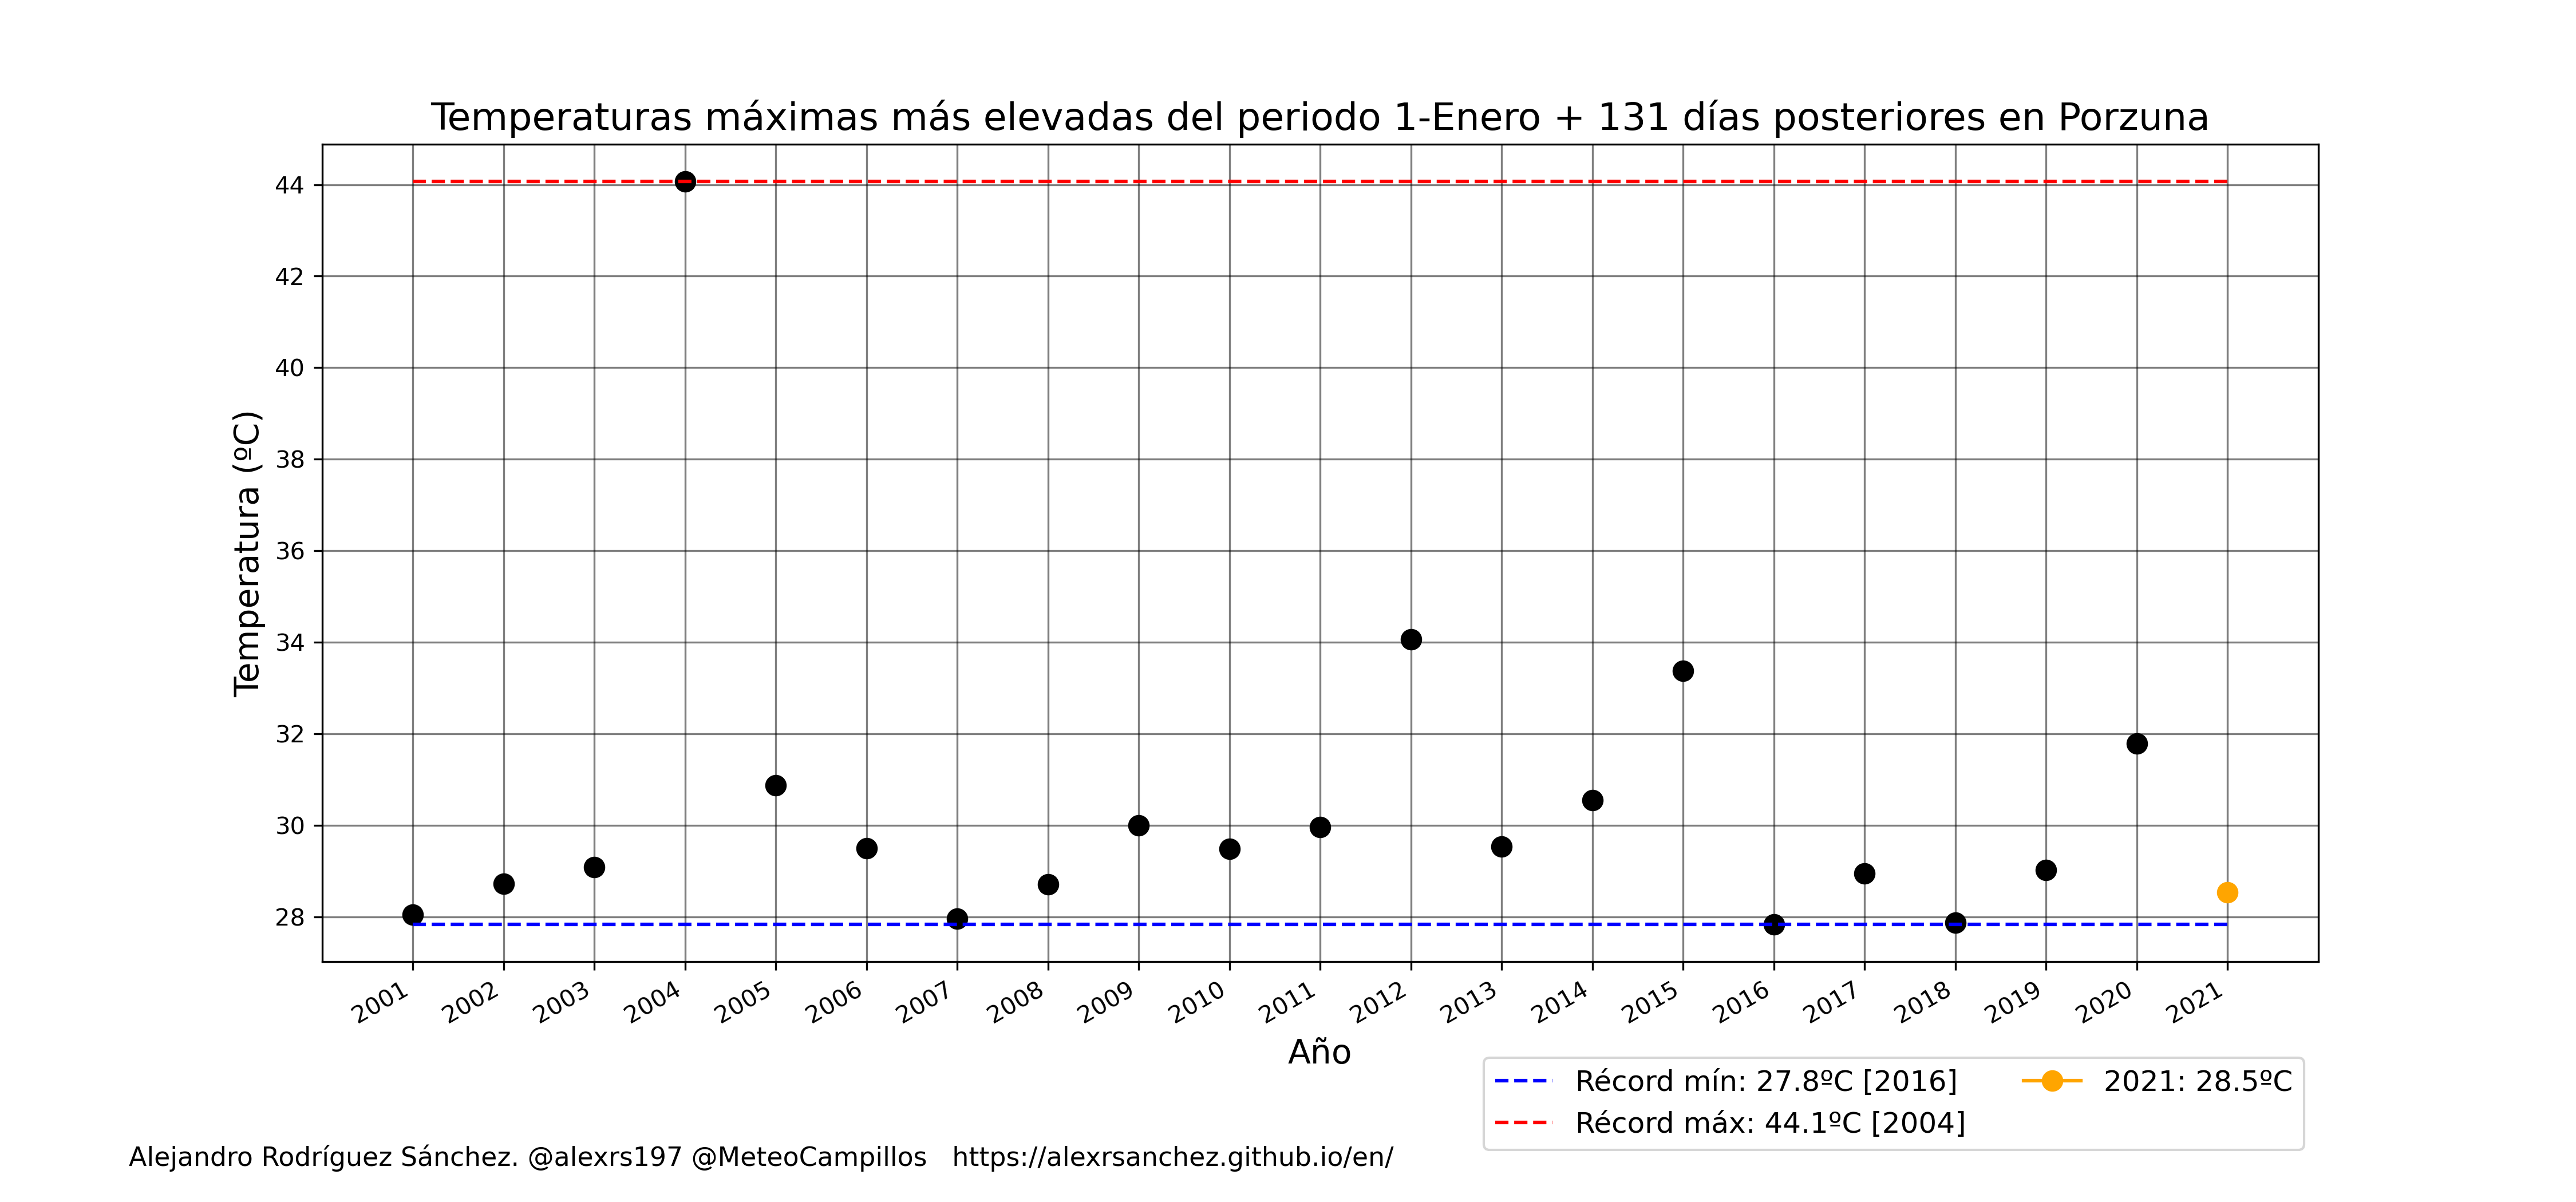 Temperaturas máximas más elevadas del periodo 1-Enero + 131 días posteriores en Porzuna
Temperatura (ºC)
44
42
40
38
36
34
32
30
28
2001 2002 2003 2004 2005 2006 2007 2008 2009 2010 2011 2012 2013 2014 2015 2016 2017 2018 2019 2020 2021
Año
Récord mín: 27.8ºC [2016]
Récord máx: 44.1ºC [2004]
2021: 28.5ºC
Alejandro Rodríguez Sánchez. @alexrs197 @MeteoCampillos https://alexrsanchez.github.io/en/